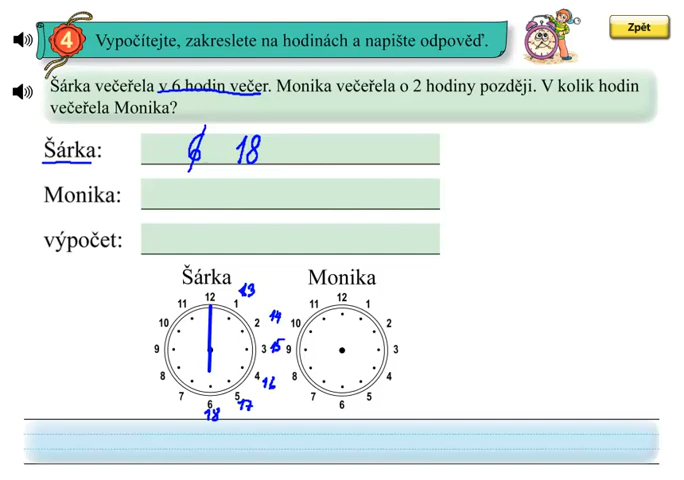 4 Vypočítejte, zakreslete na hodinách a napište odpověď.
Zpět
Šárka večeřela v 6 hodin večer. Monika večeřela o 2 hodiny později. V kolik hodin
večeřela Monika?
Šárka: 6 18
Monika:
výpočet:
Šárka Monika
12 1 2 3 4 5 6 7 8 9 10 11
13 14 15 16 17 18
12 1 2 3 4 5 6 7 8 9 10 11